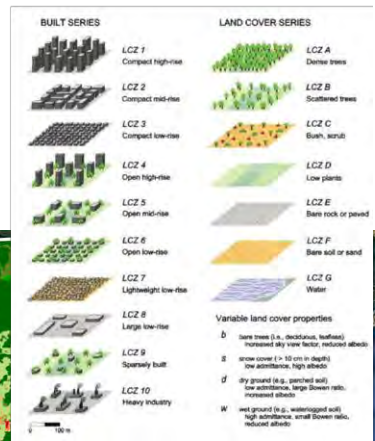 BUILT SERIES
LCZ 1
Compact high-rise
LCZ 2
Compact mid-rise
LCZ 3
Compact low-rise
LCZ 4
Open high-rise
LCZ 5
Open mid-rise
LCZ 6
Open low-rise
LCZ 7
Lightweight low-rise
LCZ 8
Large low-rise
LCZ 9
Sparsely built
LCZ 10
Heavy industry
100 m
LAND COVER SERIES
LCZ A
Dense trees
LCZ B
Scattered trees
LCZ C
Bush, scrub
LCZ D
Low plants
LCZ E
Bare rock or paved
LCZ F
Bare soil or sand
LCZ G
Water
Variable land cover properties
b bare trees (i.e., deciduous, leafless)
increased sky view factor, reduced albedo
s snow cover (> 10 cm in depth)
low admittance, high albedo
d dry ground (e.g., parched soil)
low admittance, large Bowen ratio,
increased albedo
w wet ground (e.g., waterlogged soil)
high admittance, small Bowen ratio,
reduced albedo